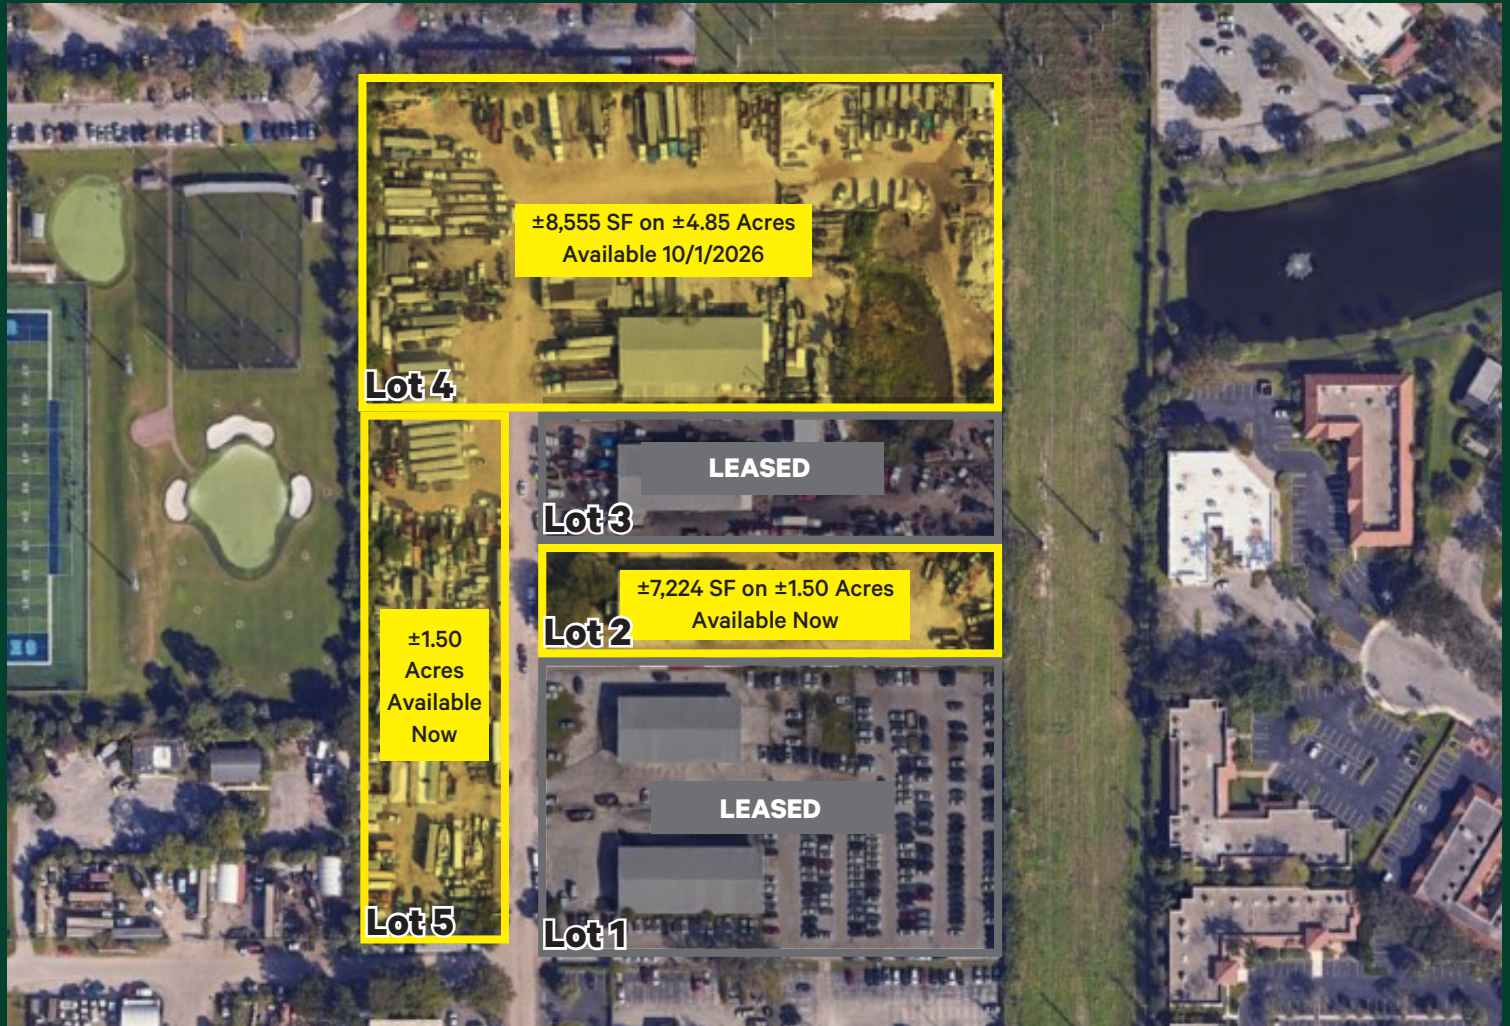 ±8,555 SF on ±4.85 Acres
Available 10/1/2026
Lot 4
LEASED
Lot 3
±7,224 SF on ±1.50 Acres
Available Now
Lot 2
±1.50
Acres
Available
Now
Lot 5
LEASED
Lot 1